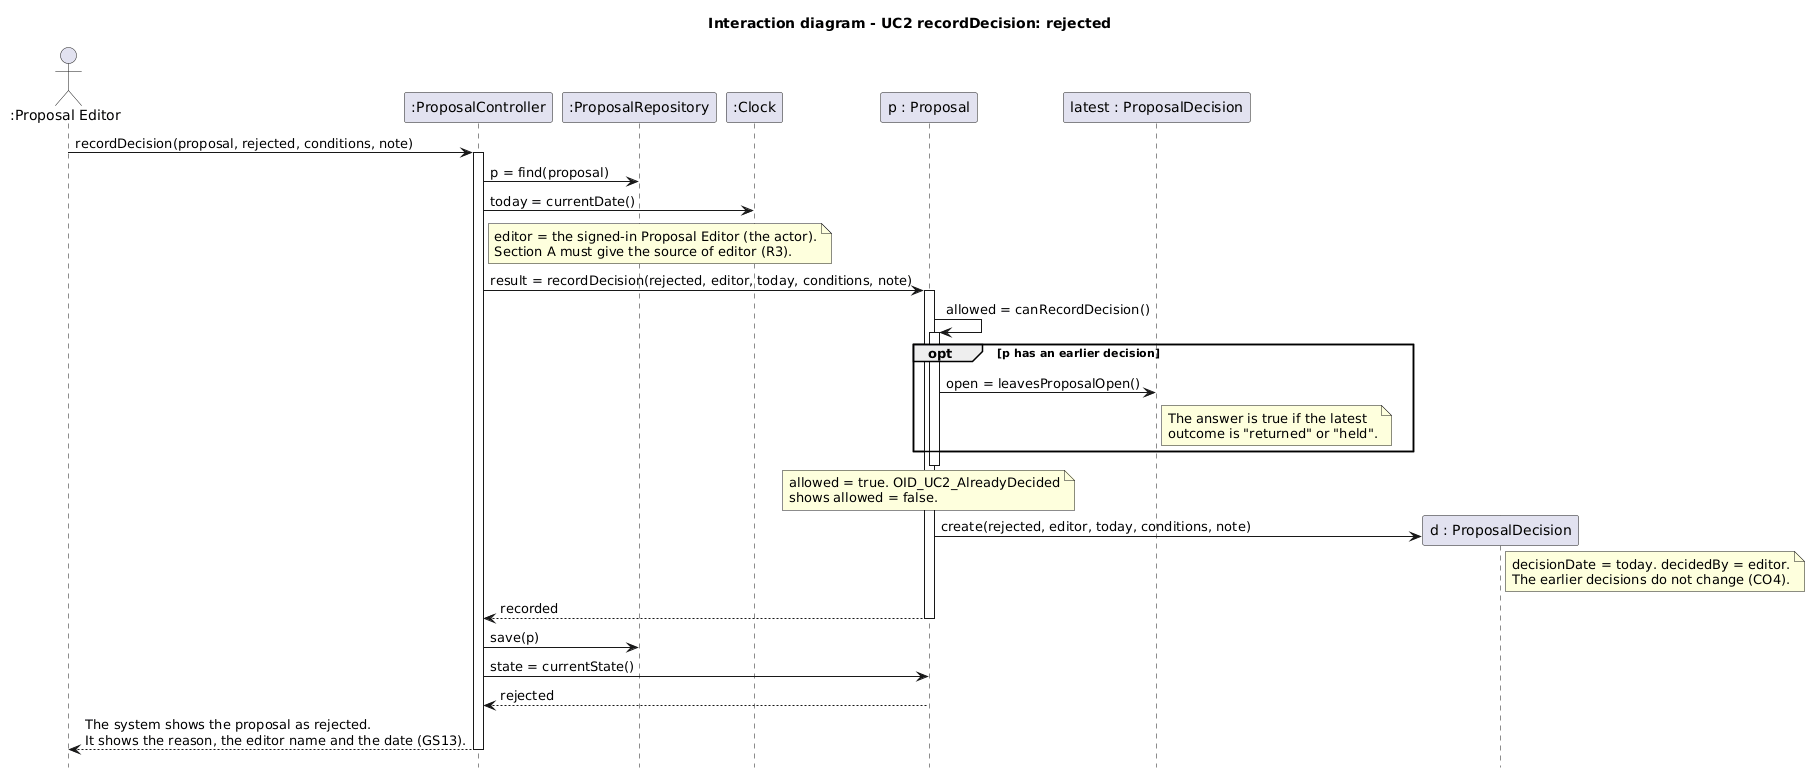 Interaction diagram - UC2 recordDecision: rejected
:Proposal Editor
:ProposalController
:ProposalRepository
:Clock
p : Proposal
latest : ProposalDecision
recordDecision(proposal, rejected, conditions, note)
p = find(proposal)
today = currentDate()
editor = the signed-in Proposal Editor (the actor).
Section A must give the source of editor (R3).
result = recordDecision(rejected, editor, today, conditions, note)
allowed = canRecordDecision()
opt
[p has an earlier decision]
open = leavesProposalOpen()
The answer is true if the latest
outcome is "returned" or "held".
allowed = true. OID_UC2_AlreadyDecided
shows allowed = false.
create(rejected, editor, today, conditions, note)
d : ProposalDecision
decisionDate = today. decidedBy = editor.
The earlier decisions do not change (CO4).
recorded
save(p)
state = currentState()
rejected
The system shows the proposal as rejected.
It shows the reason, the editor name and the date (GS13).